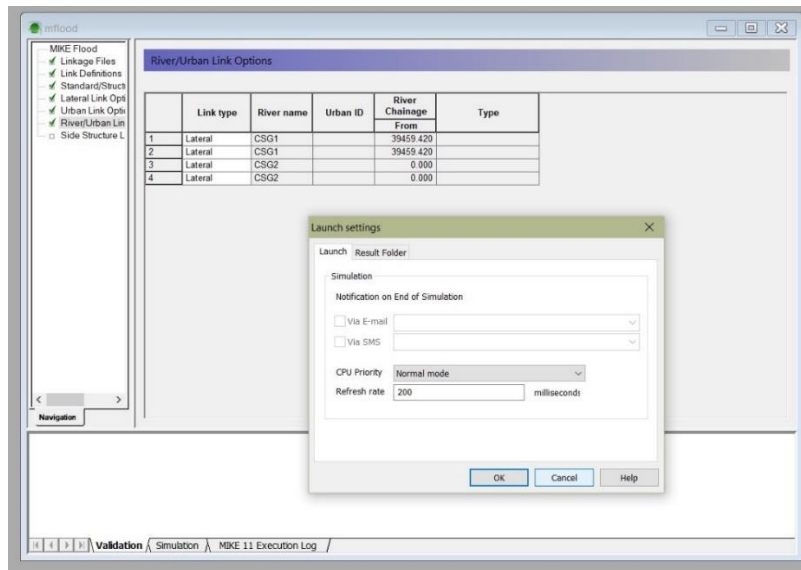 mflood
MIKE Flood
Linkage Files
Link Definitions
Standard/Struct
Lateral Link Opti
Urban Link Optio
River/Urban Lin
Side Structure L
Navigation
River/Urban Link Options
Link type River name Urban ID River Chainage Type
From
1 Lateral CSG1 39459.420
2 Lateral CSG1 39459.420
3 Lateral CSG2 0.000
4 Lateral CSG2 0.000
Launch settings
Launch Result Folder
Simulation
Notification on End of Simulation
Via E-mail
Via SMS
CPU Priority Normal mode
Refresh rate 200 milliseconds
OK Cancel Help
Validation Simulation MIKE 11 Execution Log